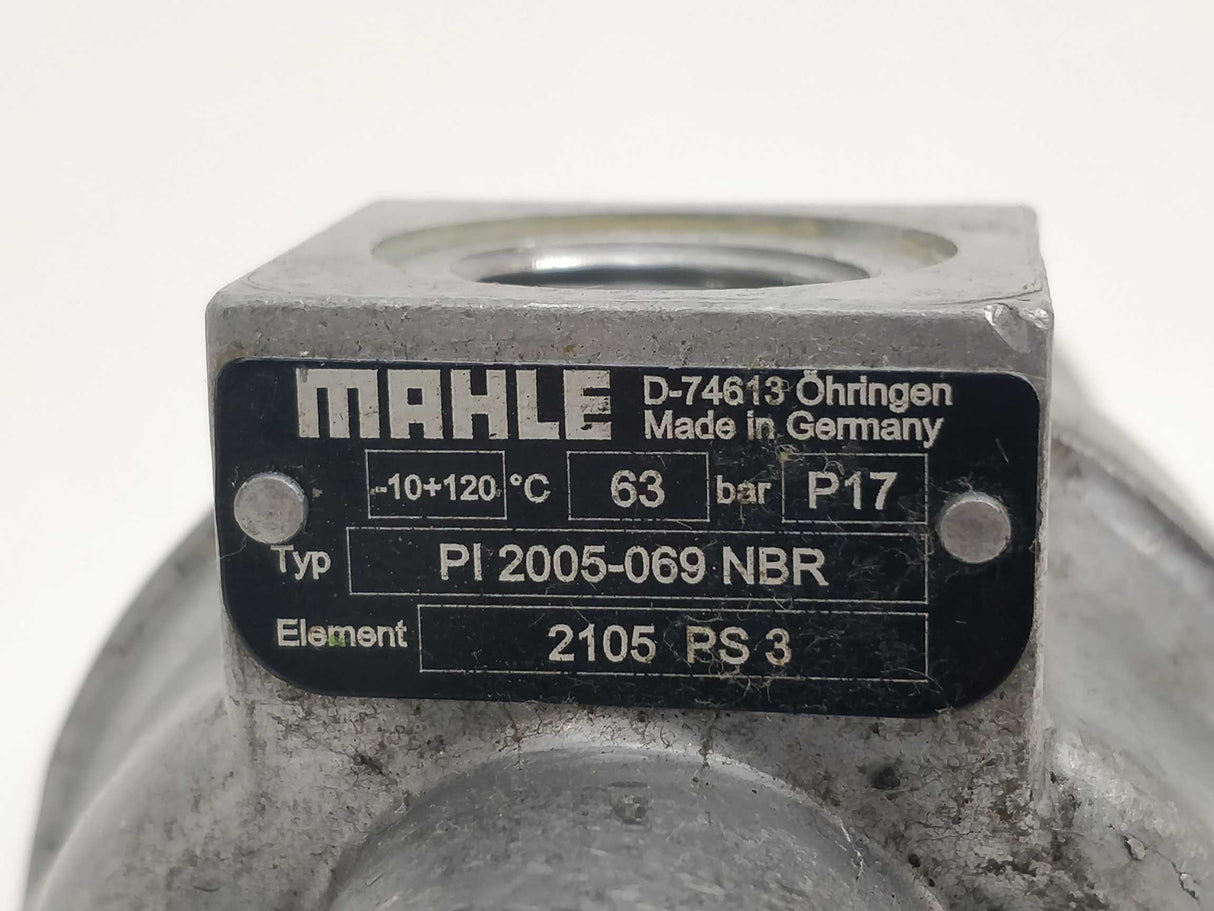 MAHLE D-74613 Öhringen
Made in Germany
-10+120 °C 63 bar P17
Typ PI 2005-069 NBR
Element 2105 PS 3